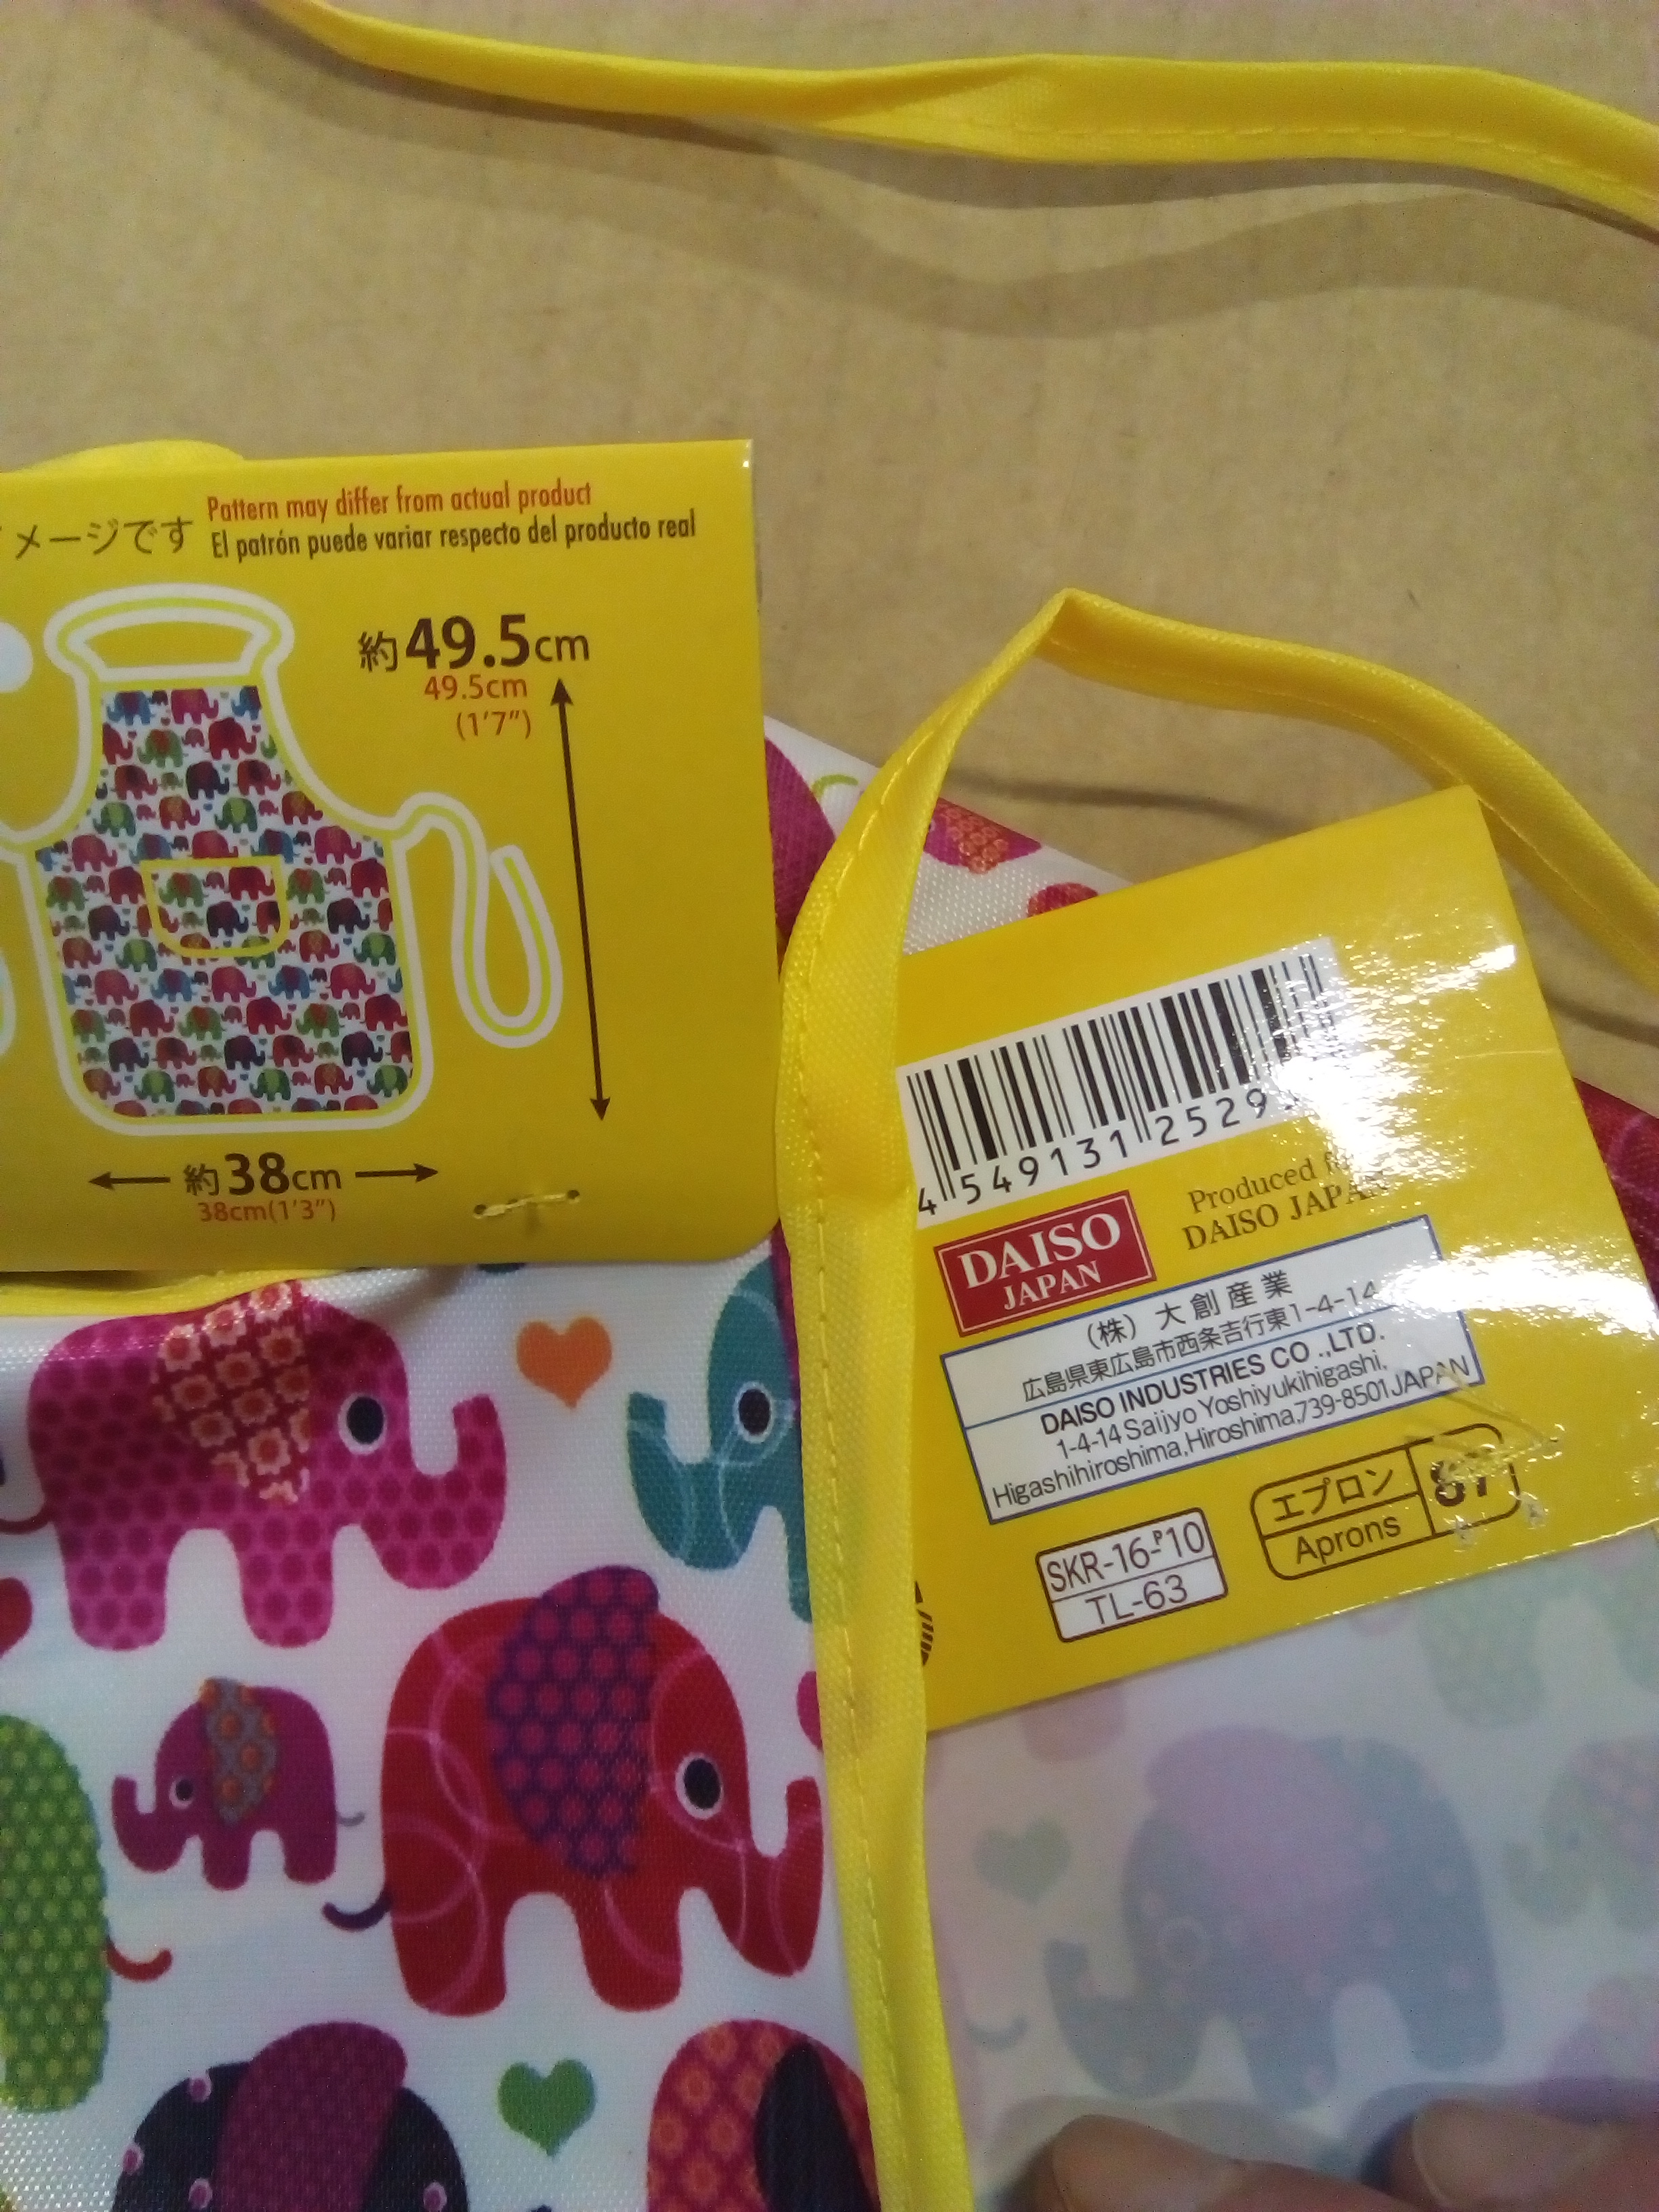 メージです
Pattern may differ from actual product
El patrón puede variar respecto del producto real
約49.5cm
49.5cm
(1'7")
約38cm
38cm(1'3")
4 549131 2529
Produced
DAISO JAPAN
DAISO
JAPAN
(株) 大創産業
広島県東広島市西条吉行東1-4-14
DAISO INDUSTRIES CO .,LTD.
1-4-14 Saijyo Yoshiyukihigashi,
Higashihiroshima,Hiroshima,739-8501JAPAN
SKR-16-P10
TL-63
エプロン
Aprons
87